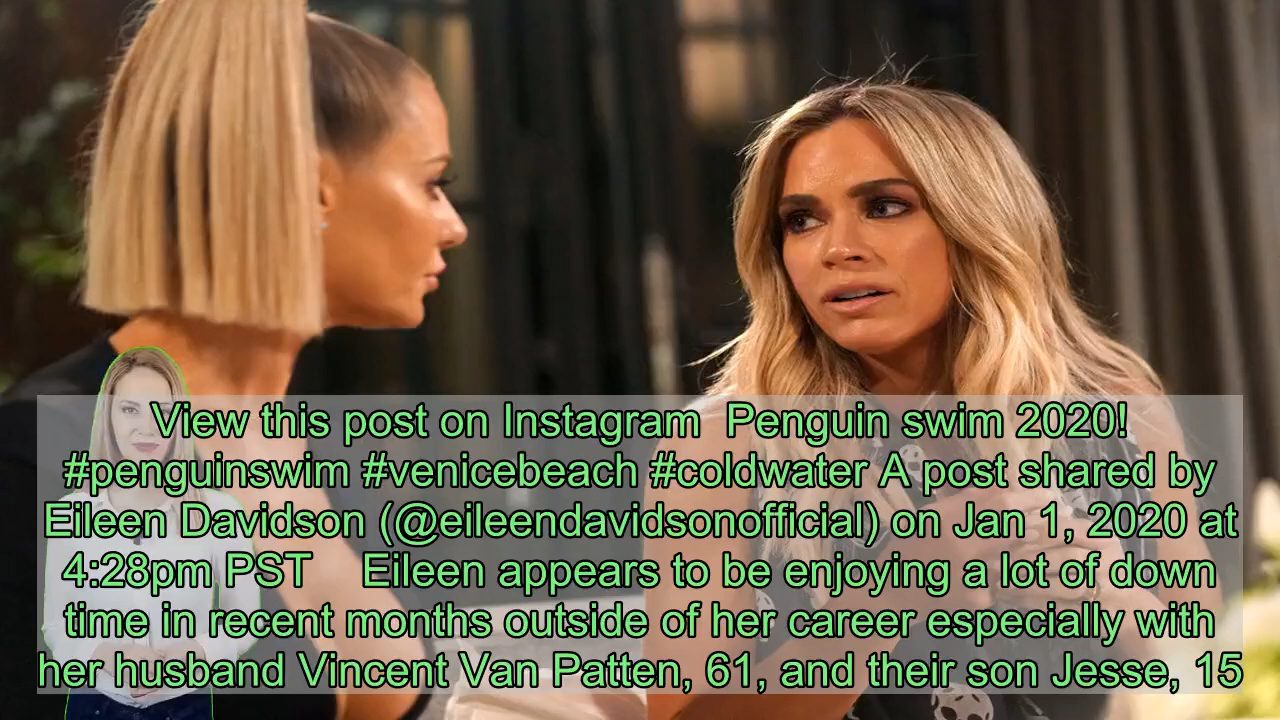 View this post on Instagram  Penguin swim 2020!
#penguinswim #venicebeach #coldwater A post shared by
Eileen Davidson (@eileendavidsonofficial) on Jan 1, 2020 at
4:28pm PST    Eileen appears to be enjoying a lot of down
time in recent months outside of her career especially with
her husband Vincent Van Patten, 61, and their son Jesse, 15